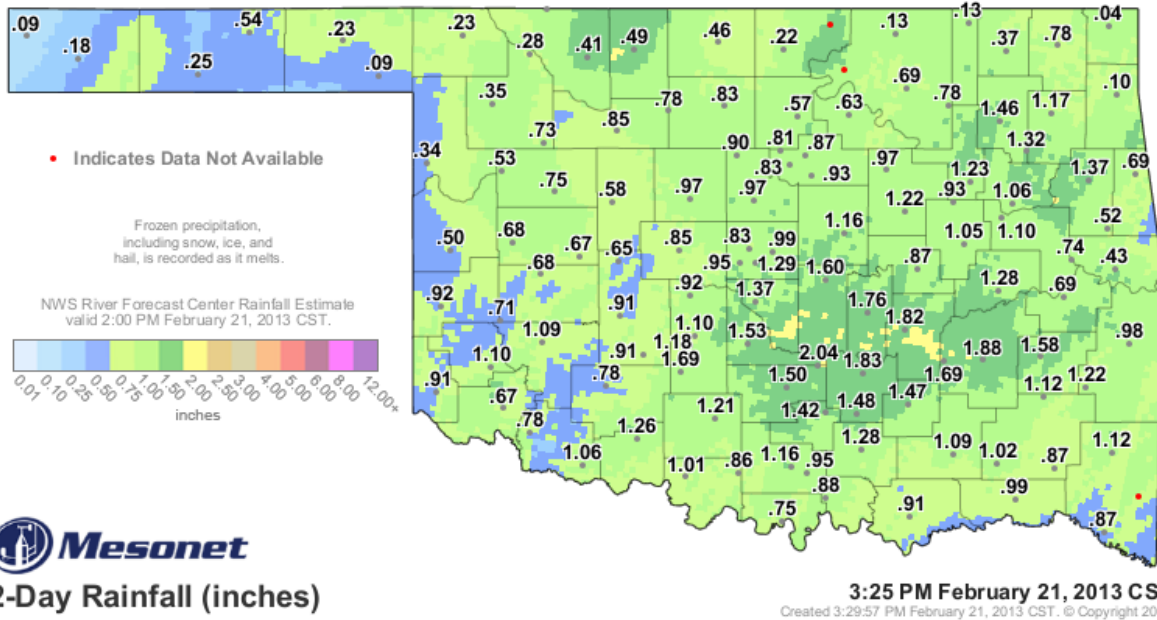 .09 .18 .54 .25 .23 .09 .23 .28 .41 .49 .46 .22 .13 .13 .37 .78 .04
.35 .73 .85 .78 .83 .57 .63 .69 .78 1.46 1.17 .10
.34 .53 .75 .58 .97 .90 .81 .87 .83 .97 .93 .97 1.23 1.32 1.37 .69
1.22 .93 1.06 .52
.50 .68 .67 .65 .85 .83 .99 1.16 1.05 1.10 .74 .43
.68 .95 1.29 1.60 .87 1.28 .69
.92 .71 .91 .92 1.37 1.76 1.82
1.09 1.10 1.53 .98
1.10 .91 1.18 1.69 2.04 1.83 1.88 1.58
.91 .67 .78 1.50 1.69 1.12 1.22
.78 1.26 1.21 1.42 1.48 1.47
1.06 1.01 .86 1.16 .95 1.28 1.09 1.02 .87 1.12
.75 .88 .91 .99 .87
Indicates Data Not Available
Frozen precipitation,
including snow, ice, and
hail, is recorded as it melts.
NWS River Forecast Center Rainfall Estimate
valid 2:00 PM February 21, 2013 CST.
0.01 0.10 0.25 0.50 0.75 1.00 1.50 2.00 2.50 3.00 4.00 5.00 6.00 8.00 12.00+
inches
Mesonet
2-Day Rainfall (inches)
3:25 PM February 21, 2013 CS
Created 3:29:57 PM February 21, 2013 CST. © Copyright 20